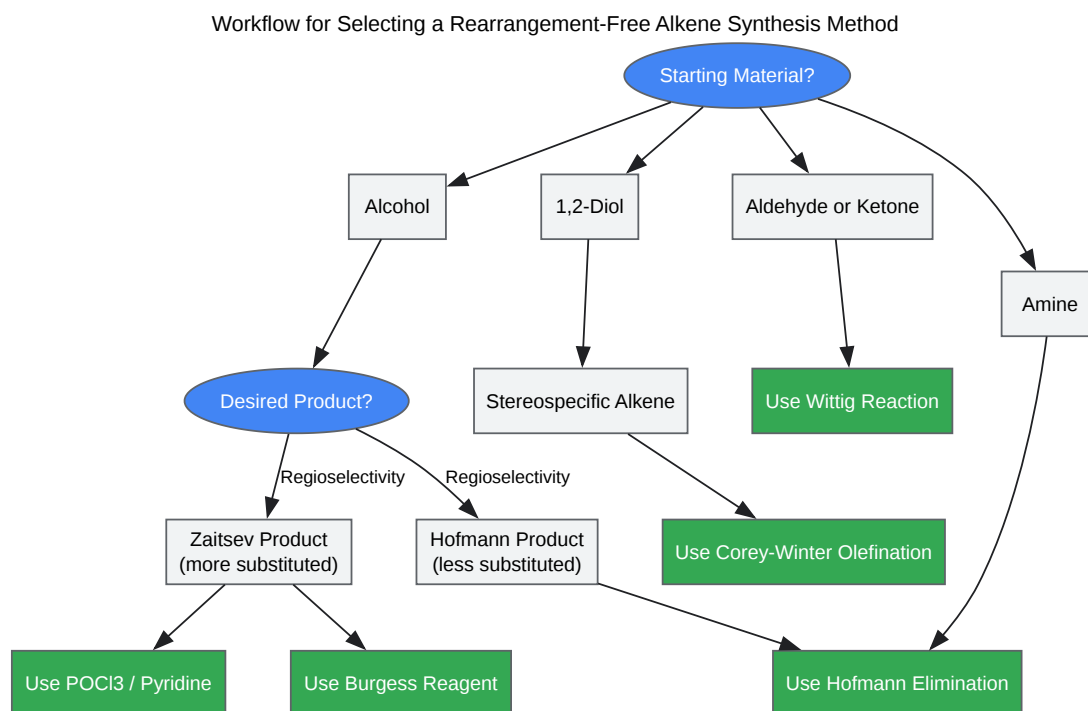 Workflow for Selecting a Rearrangement-Free Alkene Synthesis Method
Starting Material?
Alcohol
1,2-Diol
Aldehyde or Ketone
Amine
Desired Product?
Stereospecific Alkene
Use Wittig Reaction
Regioselectivity
Regioselectivity
Zaitsev Product
(more substituted)
Hofmann Product
(less substituted)
Use Corey-Winter Olefination
Use POCl3 / Pyridine
Use Burgess Reagent
Use Hofmann Elimination